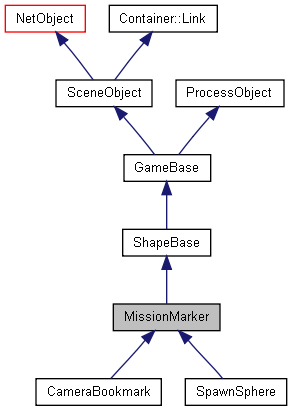 NetObject
Container::Link
SceneObject
ProcessObject
GameBase
ShapeBase
MissionMarker
CameraBookmark
SpawnSphere